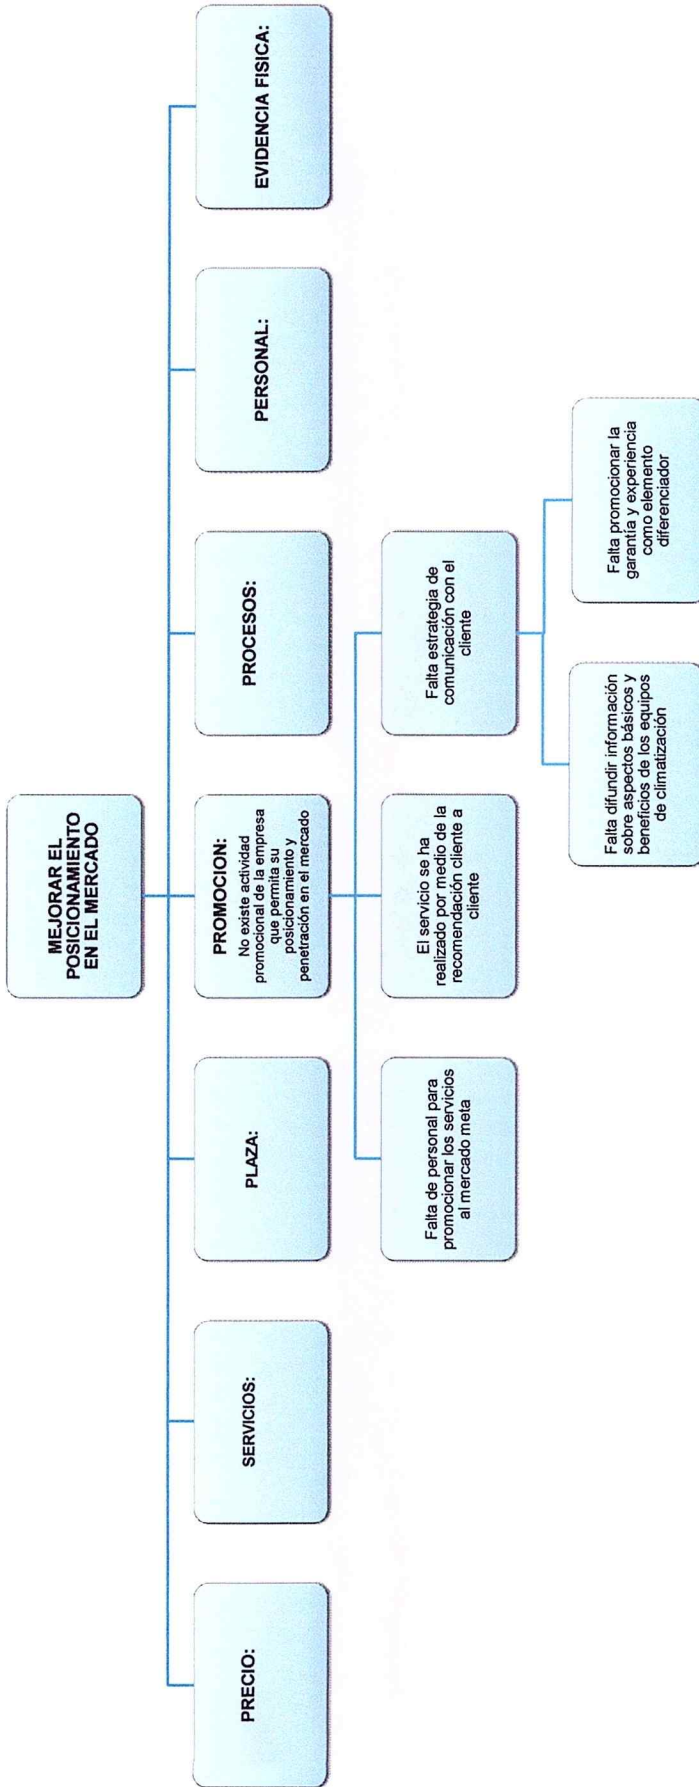 MEJORAR EL
POSICIONAMIENTO
EN EL MERCADO
PRECIO:
SERVICIOS:
PLAZA:
PROMOCION:
No existe actividad
promocional de la empresa
que permita su
posicionamiento y
penetración en el mercado
PROCESOS:
PERSONAL:
EVIDENCIA FISICA:
Falta de personal para
promocionar los servicios
al mercado meta
El servicio se ha
realizado por medio de la
recomendación cliente a
cliente
Falta estrategia de
comunicación con el
cliente
Falta difundir información
sobre aspectos básicos y
beneficios de los equipos
de climatización
Falta promocionar la
garantía y experiencia
como elemento
diferenciador